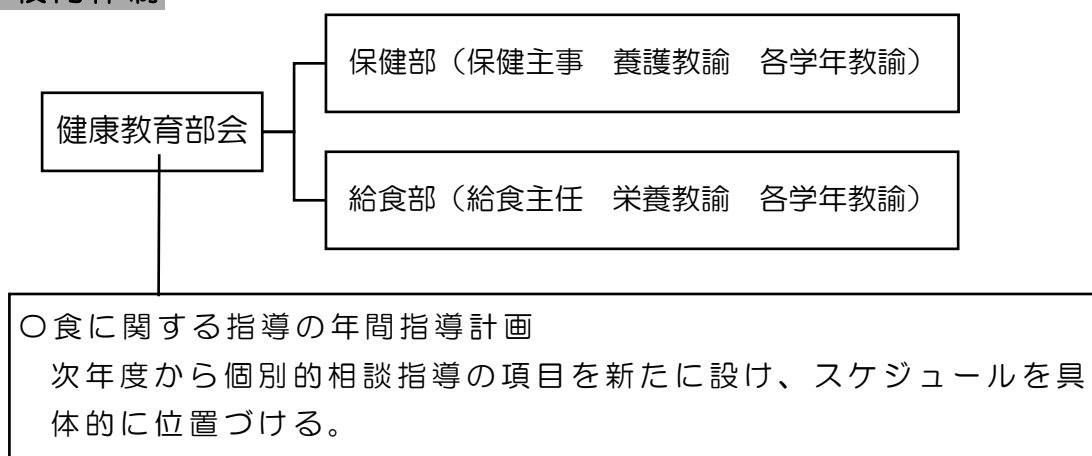 健康教育部会
保健部（保健主事　養護教諭　各学年教諭）
給食部（給食主任　栄養教諭　各学年教諭）
〇食に関する指導の年間指導計画
次年度から個別的相談指導の項目を新たに設け、スケジュールを具
体的に位置づける。